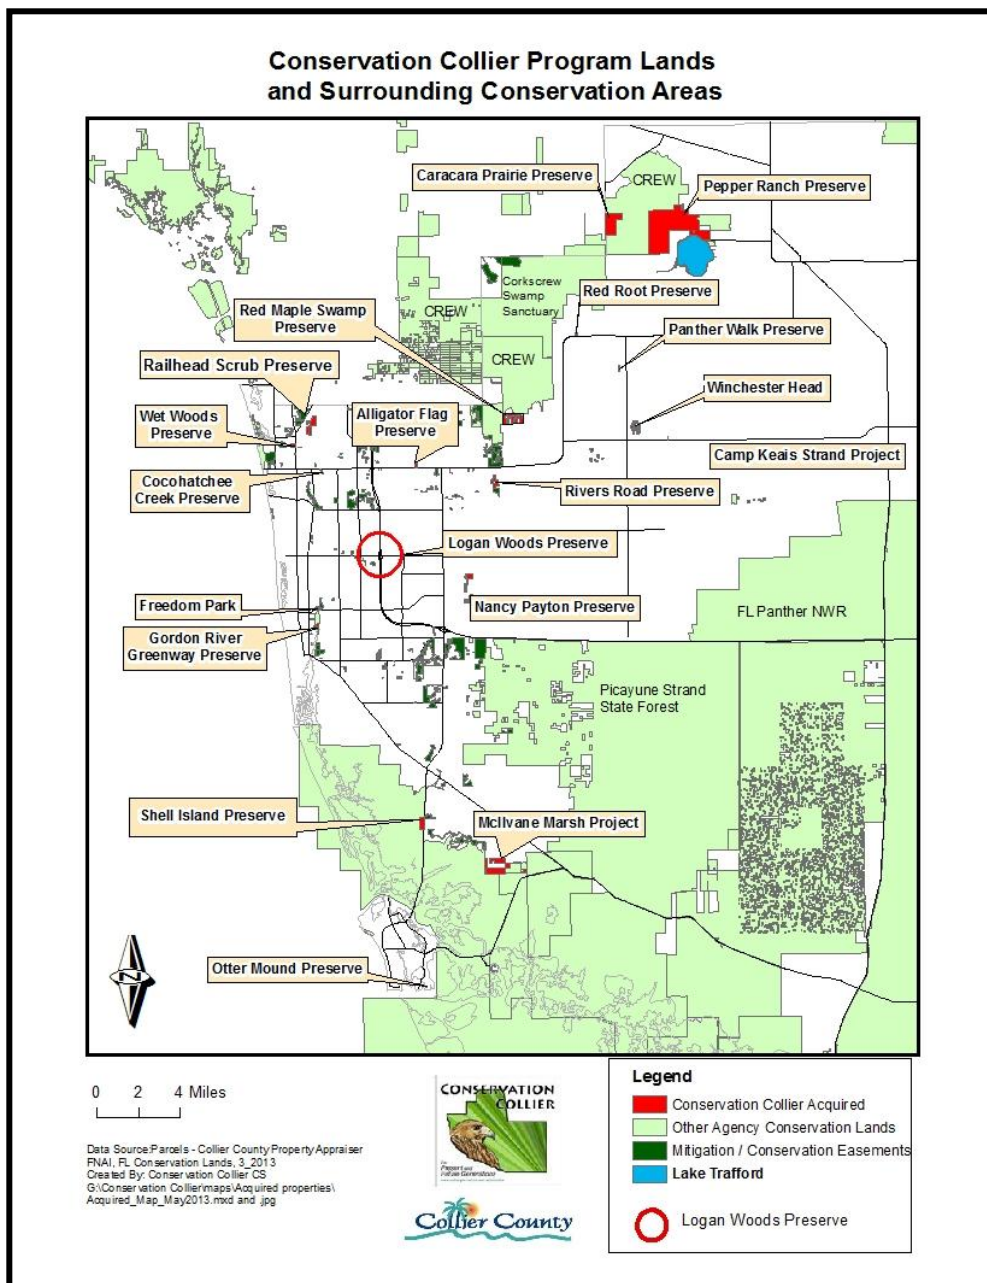 Conservation Collier Program Lands
and Surrounding Conservation Areas
Caracara Prairie Preserve
CREW
Pepper Ranch Preserve
Corkscrew
Swamp
Sanctuary
Red Root Preserve
Red Maple Swamp
Preserve
CREW
Panther Walk Preserve
CREW
Railhead Scrub Preserve
Winchester Head
Wet Woods
Preserve
Alligator Flag
Preserve
Camp Keais Strand Project
Cocohatchee
Creek Preserve
Rivers Road Preserve
Logan Woods Preserve
Freedom Park
Nancy Payton Preserve
FL Panther NWR
Gordon River
Greenway Preserve
Picayune Strand
State Forest
Shell Island Preserve
McIlvane Marsh Project
Otter Mound Preserve
N
0 2 4 Miles
Data Source:Parcels - Collier County Property Appraiser
FNAI, FL Conservation Lands, 3_2013
Created By: Conservation Collier CS
G:\Conservation Collier\maps\Acquired properties\
Acquired_Map_May2013.mxd and .jpg
CONSERVATION
COLLIER
For
Present and
Future Generations
Collier County
Legend
Conservation Collier Acquired
Other Agency Conservation Lands
Mitigation / Conservation Easements
Lake Trafford
Logan Woods Preserve